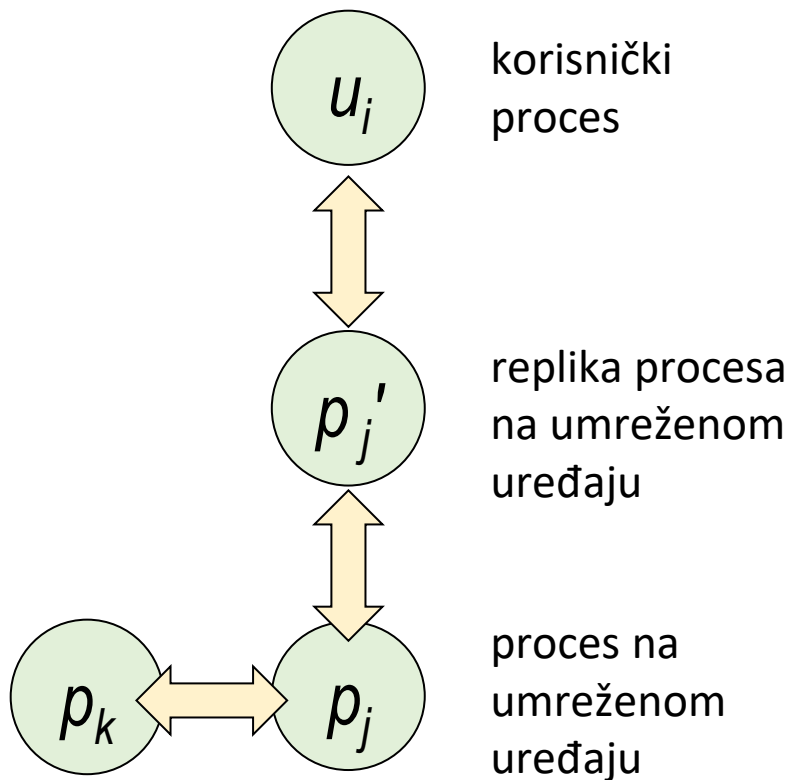 u_i
korisnički
proces
p_j'
replika procesa
na umreženom
uređaju
p_k
p_j
proces na
umreženom
uređaju